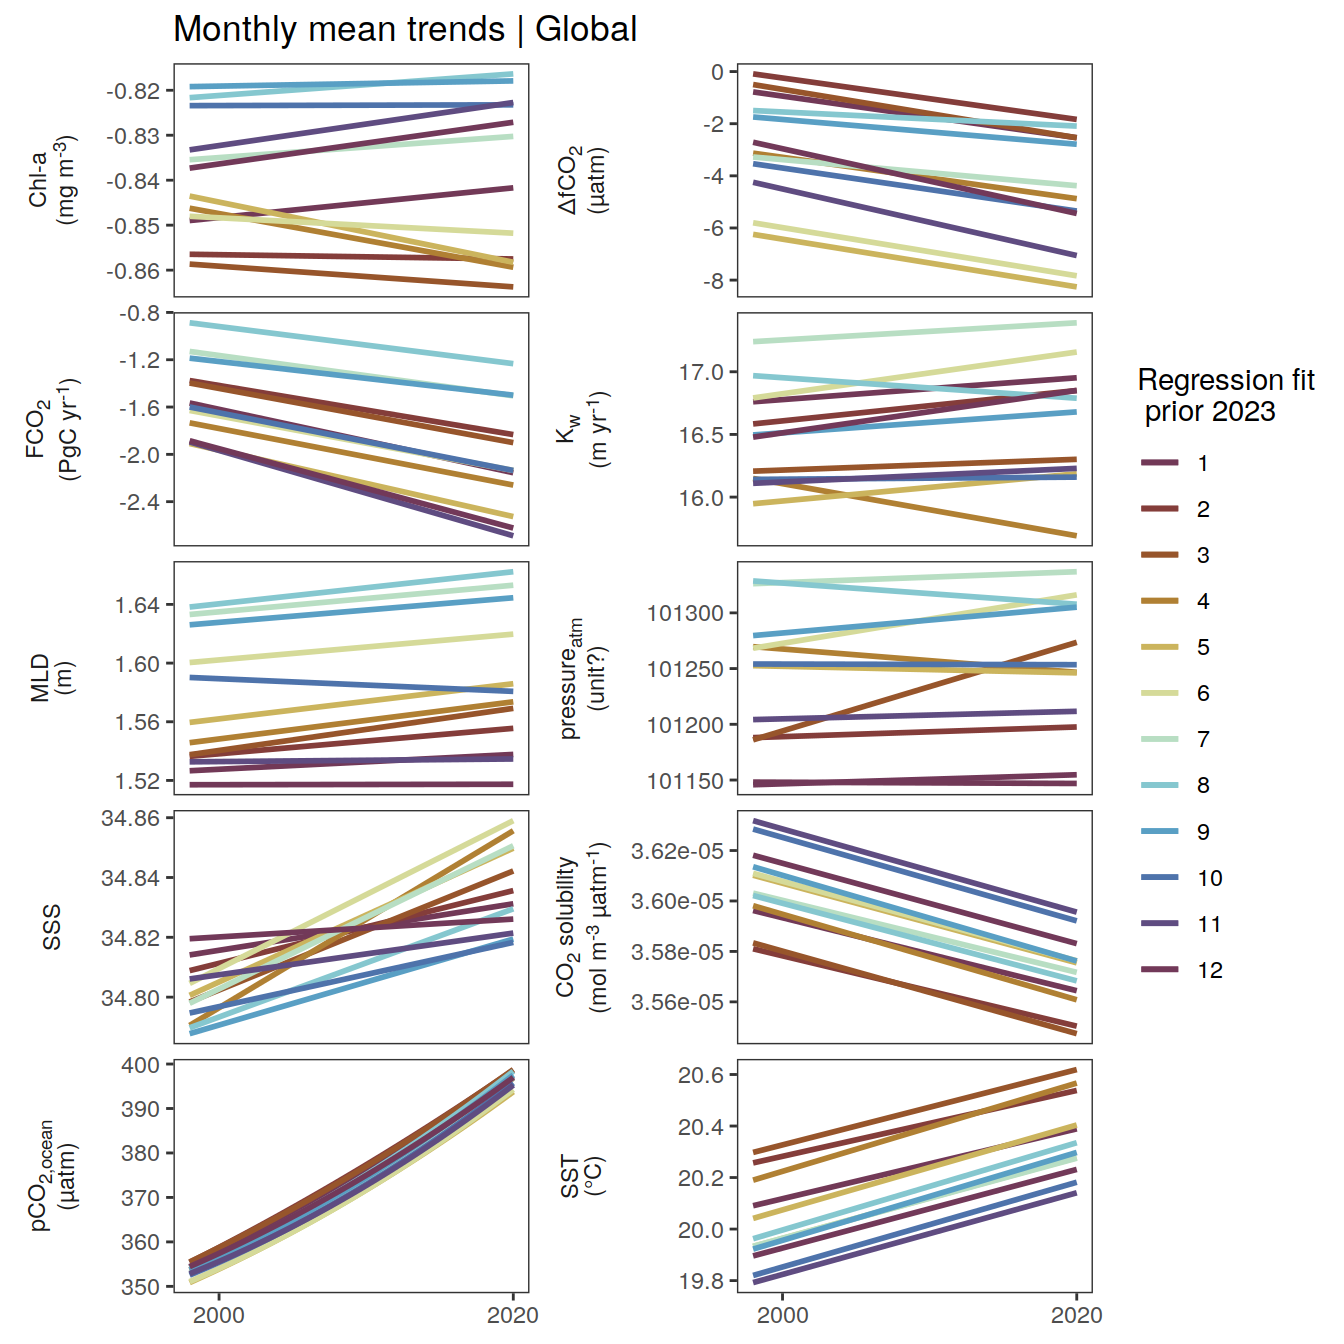 Monthly mean trends | Global
Chl-a
(mg m⁻³)
-0.82
-0.83
-0.84
-0.85
-0.86
ΔfCO₂
(µatm)
0
-2
-4
-6
-8
FCO₂
(PgC yr⁻¹)
-0.8
-1.2
-1.6
-2.0
-2.4
Kw
(m yr⁻¹)
17.0
16.5
16.0
MLD
(m)
1.64
1.60
1.56
1.52
pressureatm
(unit?)
101300
101250
101200
101150
SSS
34.86
34.84
34.82
34.80
CO₂ solubility
(mol m⁻³ µatm⁻¹)
3.62e-05
3.60e-05
3.58e-05
3.56e-05
pCO₂,ocean
(µatm)
400
390
380
370
360
350
2000
2020
SST
(°C)
20.6
20.4
20.2
20.0
19.8
2000
2020
Regression fit
prior 2023
1
2
3
4
5
6
7
8
9
10
11
12